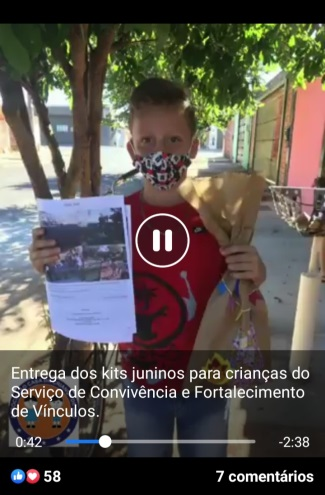 Entrega dos kits juninos para crianças do
Serviço de Convivência e Fortalecimento
de Vínculos.
0:42
-2:38
58
7 comentários